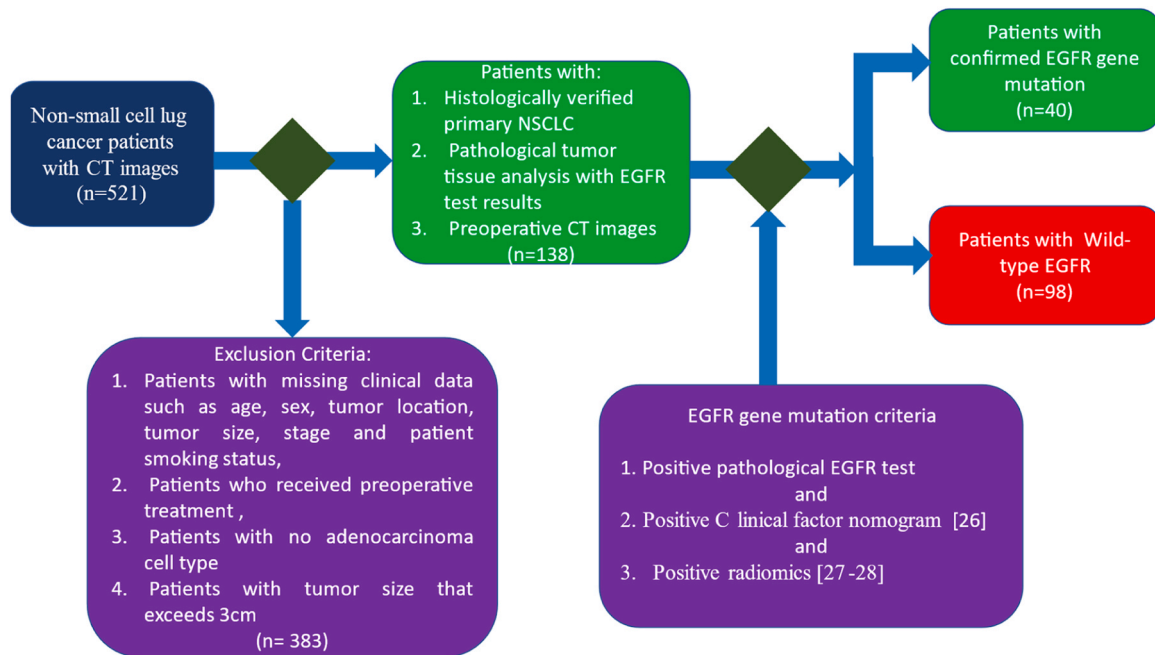 Non-small cell lug
cancer patients
with CT images
(n=521)
Patients with:
1. Histologically verified
primary NSCLC
2. Pathological tumor
tissue analysis with EGFR
test results
3. Preoperative CT images
(n=138)
Patients with
confirmed EGFR gene
mutation
(n=40)
Patients with Wild-
type EGFR
(n=98)
Exclusion Criteria:
1. Patients with missing clinical data
such as age, sex, tumor location,
tumor size, stage and patient
smoking status,
2. Patients who received preoperative
treatment ,
3. Patients with no adenocarcinoma
cell type
4. Patients with tumor size that
exceeds 3cm
(n= 383)
EGFR gene mutation criteria
1. Positive pathological EGFR test
and
2. Positive C linical factor nomogram [26]
and
3. Positive radiomics [27-28]